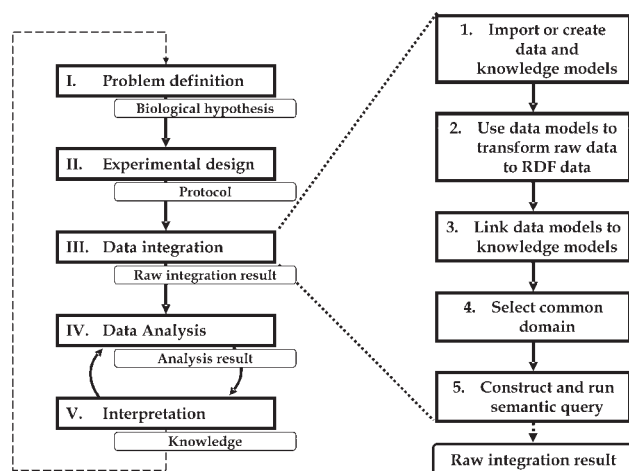 I. Problem definition
Biological hypothesis
II. Experimental design
Protocol
III. Data integration
Raw integration result
IV. Data Analysis
Analysis result
V. Interpretation
Knowledge
1. Import or create
data and
knowledge models
2. Use data models to
transform raw data
to RDF data
3. Link data models to
knowledge models
4. Select common
domain
5. Construct and run
semantic query
Raw integration result